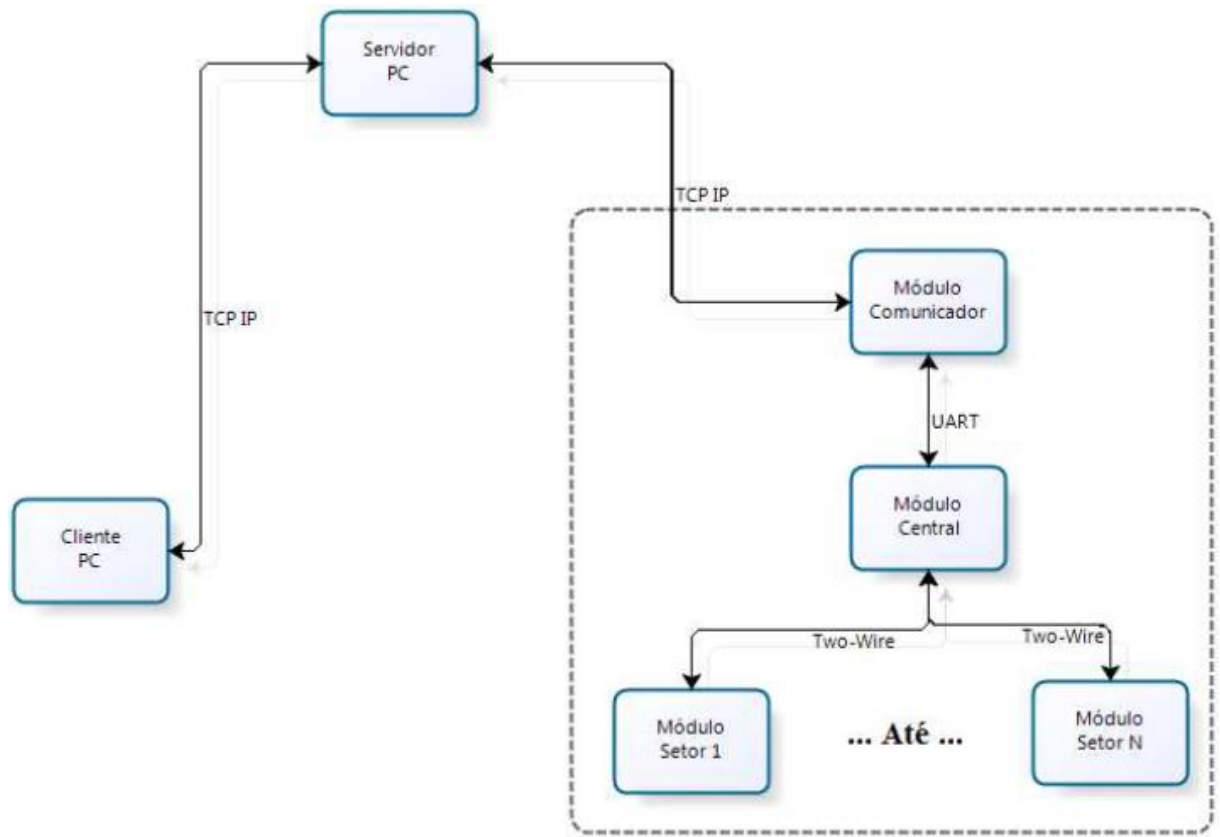 Servidor
PC
TCP IP
Módulo
Comunicador
TCP IP
UART
Módulo
Central
Cliente
PC
Two-Wire
Two-Wire
Módulo
Setor 1
... Até ...
Módulo
Setor N